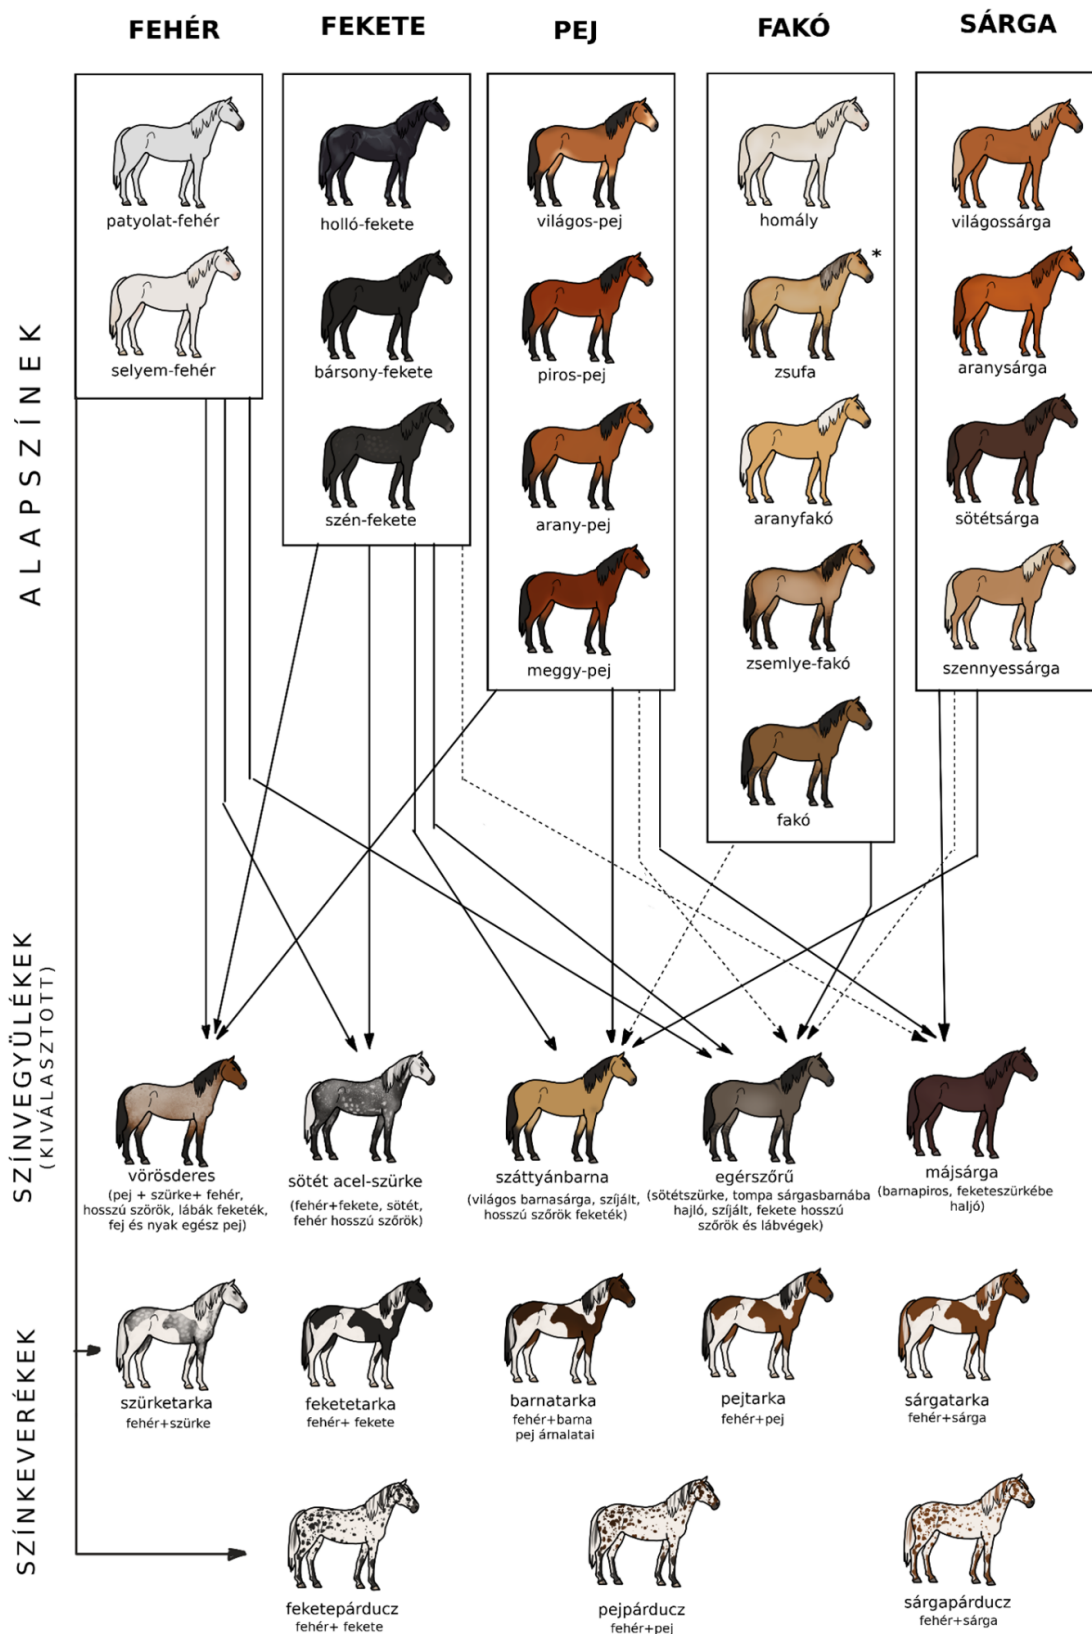 FEHÉR
FEKETE
PEJ
FAKÓ
SÁRGA
ALAPSZÍNEK
patyolat-fehér
holló-fekete
világos-pej
homály
világossárga
*
selyem-fehér
bársony-fekete
piros-pej
zsufa
aranysárga
szén-fekete
arany-pej
aranyfakó
sötétsárga
meggy-pej
zsemlye-fakó
szennyessárga
fakó
SZÍNVEGYÜLÉKEK
(KIVÁLASZTOTT)
vörösderes
(pej + szürke+ fehér,
hosszú szörök, lábák feketék,
fej és nyak egész pej)
sötét acel-szürke
(fehér+fekete, sötét,
fehér hosszú szőrök)
száttyánbarna
(világos barnasárga, szíjált,
hosszú szőrök feketék)
egérszőrű
(sötétszürke, tompa sárgasbarnába
hajló, szíjált, fekete hosszú
szőrök és lábvégek)
májsárga
(barnapiros, feketeszürkébe
haljó)
SZÍNKEVERÉKEK
szürketarka
fehér+szürke
feketetarka
fehér+ fekete
barnatarka
fehér+barna
pej árnalatai
pejtarka
fehér+pej
sárgatarka
fehér+sárga
feketepárducz
fehér+ fekete
pejpárducz
fehér+pej
sárgapárducz
fehér+sárga